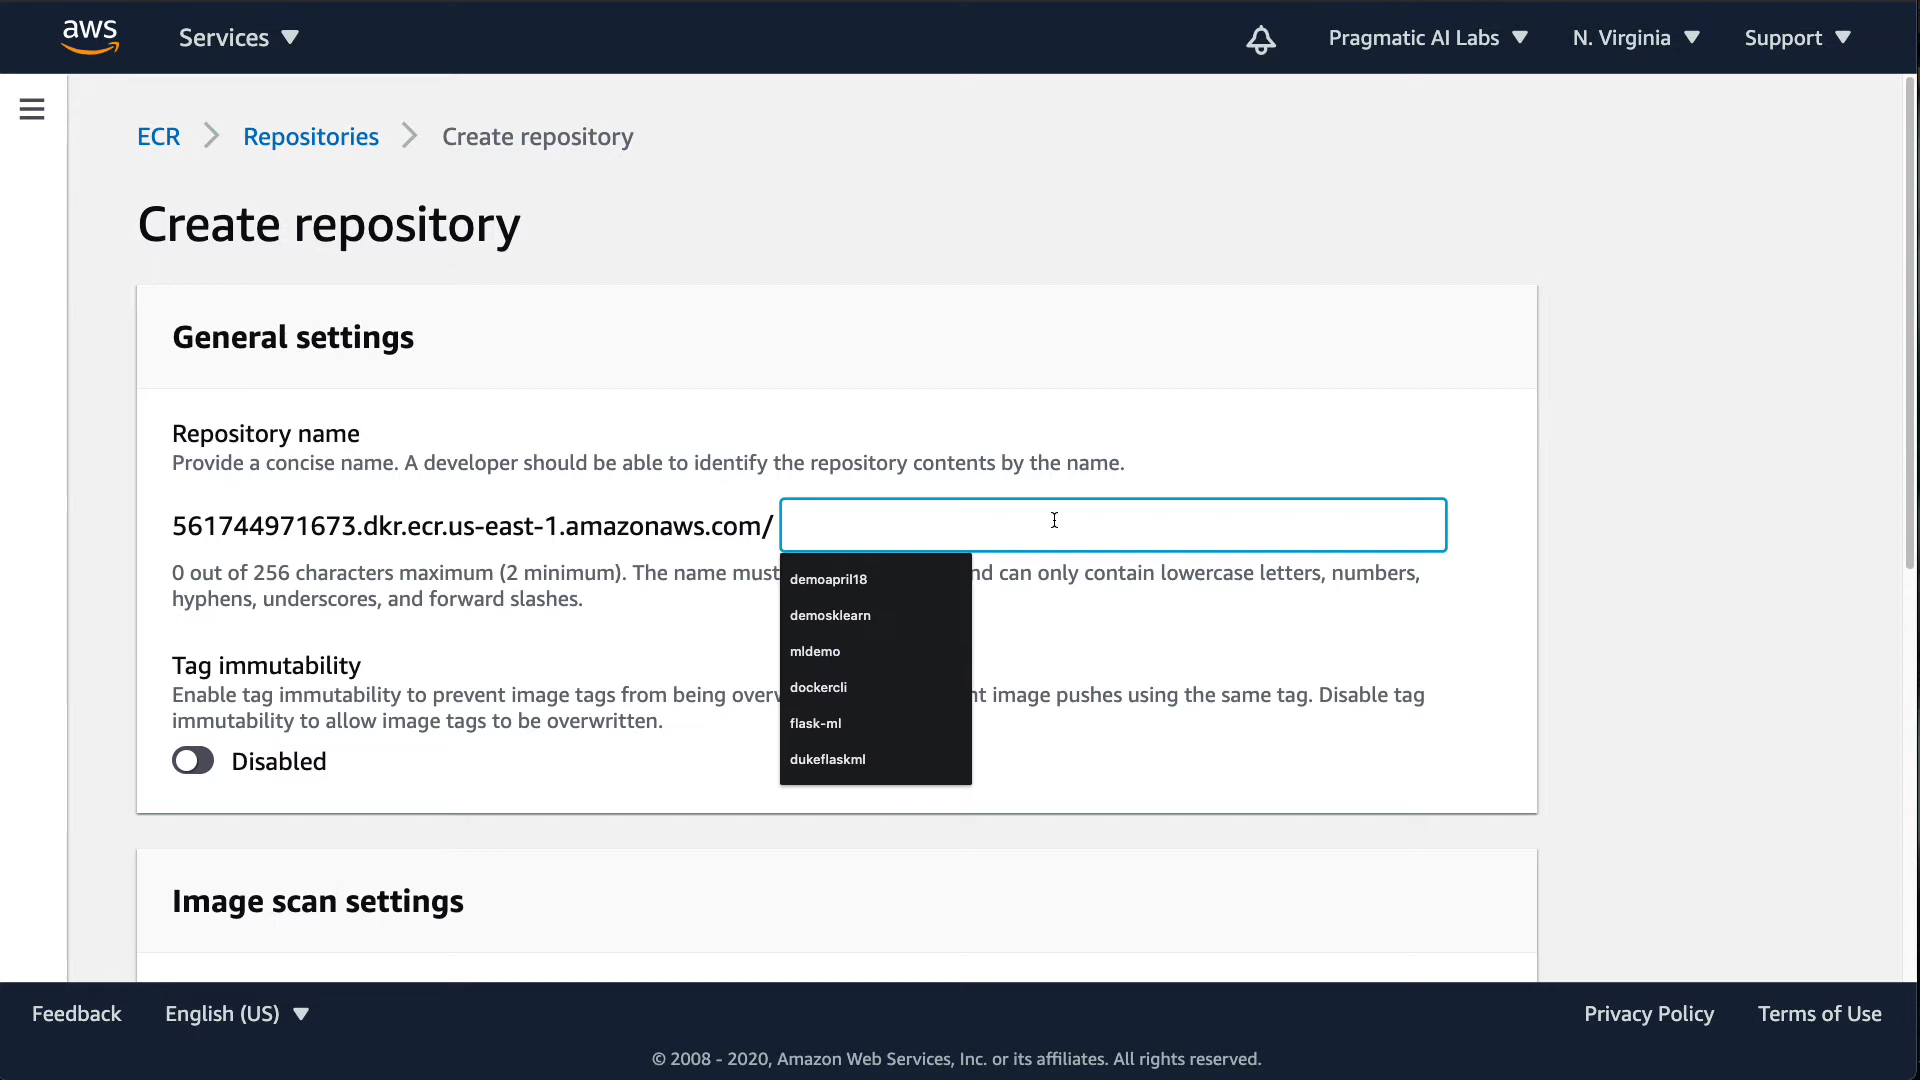 aws
Services
Pragmatic AI Labs
N. Virginia
Support
ECR
Repositories
Create repository
Create repository
General settings
Repository name
Provide a concise name. A developer should be able to identify the repository contents by the name.
561744971673.dkr.ecr.us-east-1.amazonaws.com/
0 out of 256 characters maximum (2 minimum). The name must nd can only contain lowercase letters, numbers,
hyphens, underscores, and forward slashes.
demoapril18
demosklearn
mldemo
dockercli
flask-ml
dukeflaskml
Tag immutability
Enable tag immutability to prevent image tags from being overw nt image pushes using the same tag. Disable tag
immutability to allow image tags to be overwritten.
Disabled
Image scan settings
Feedback
English (US)
Privacy Policy
Terms of Use
© 2008 - 2020, Amazon Web Services, Inc. or its affiliates. All rights reserved.